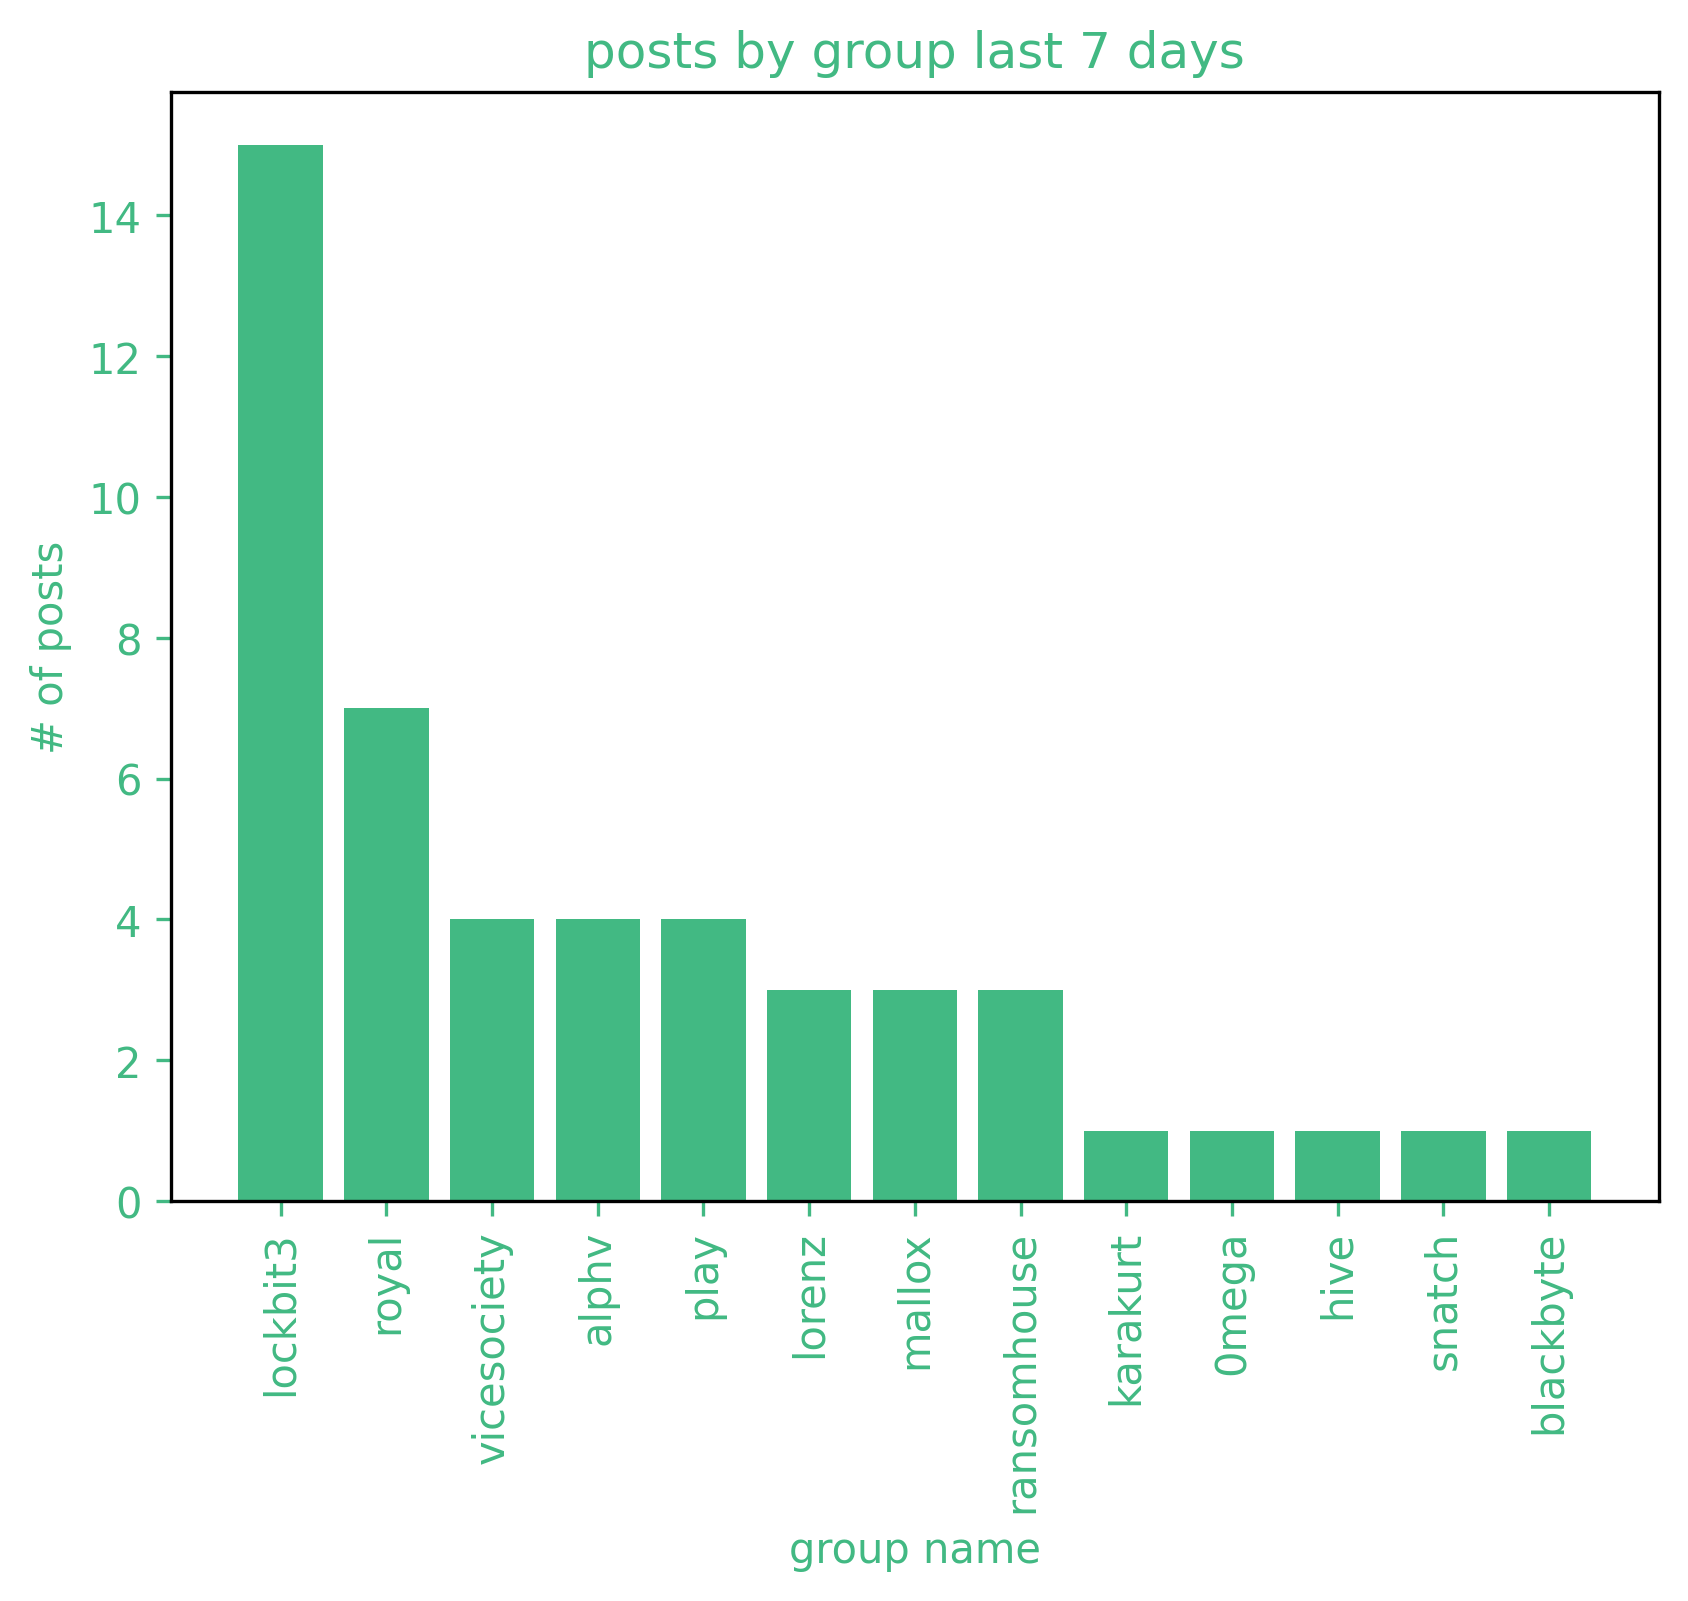 posts by group last 7 days
# of posts
14
12
10
8
6
4
2
0
lockbit3
royal
vicesociety
alphv
play
lorenz
mallox
ransomhouse
karakurt
0mega
hive
snatch
blackbyte
group name